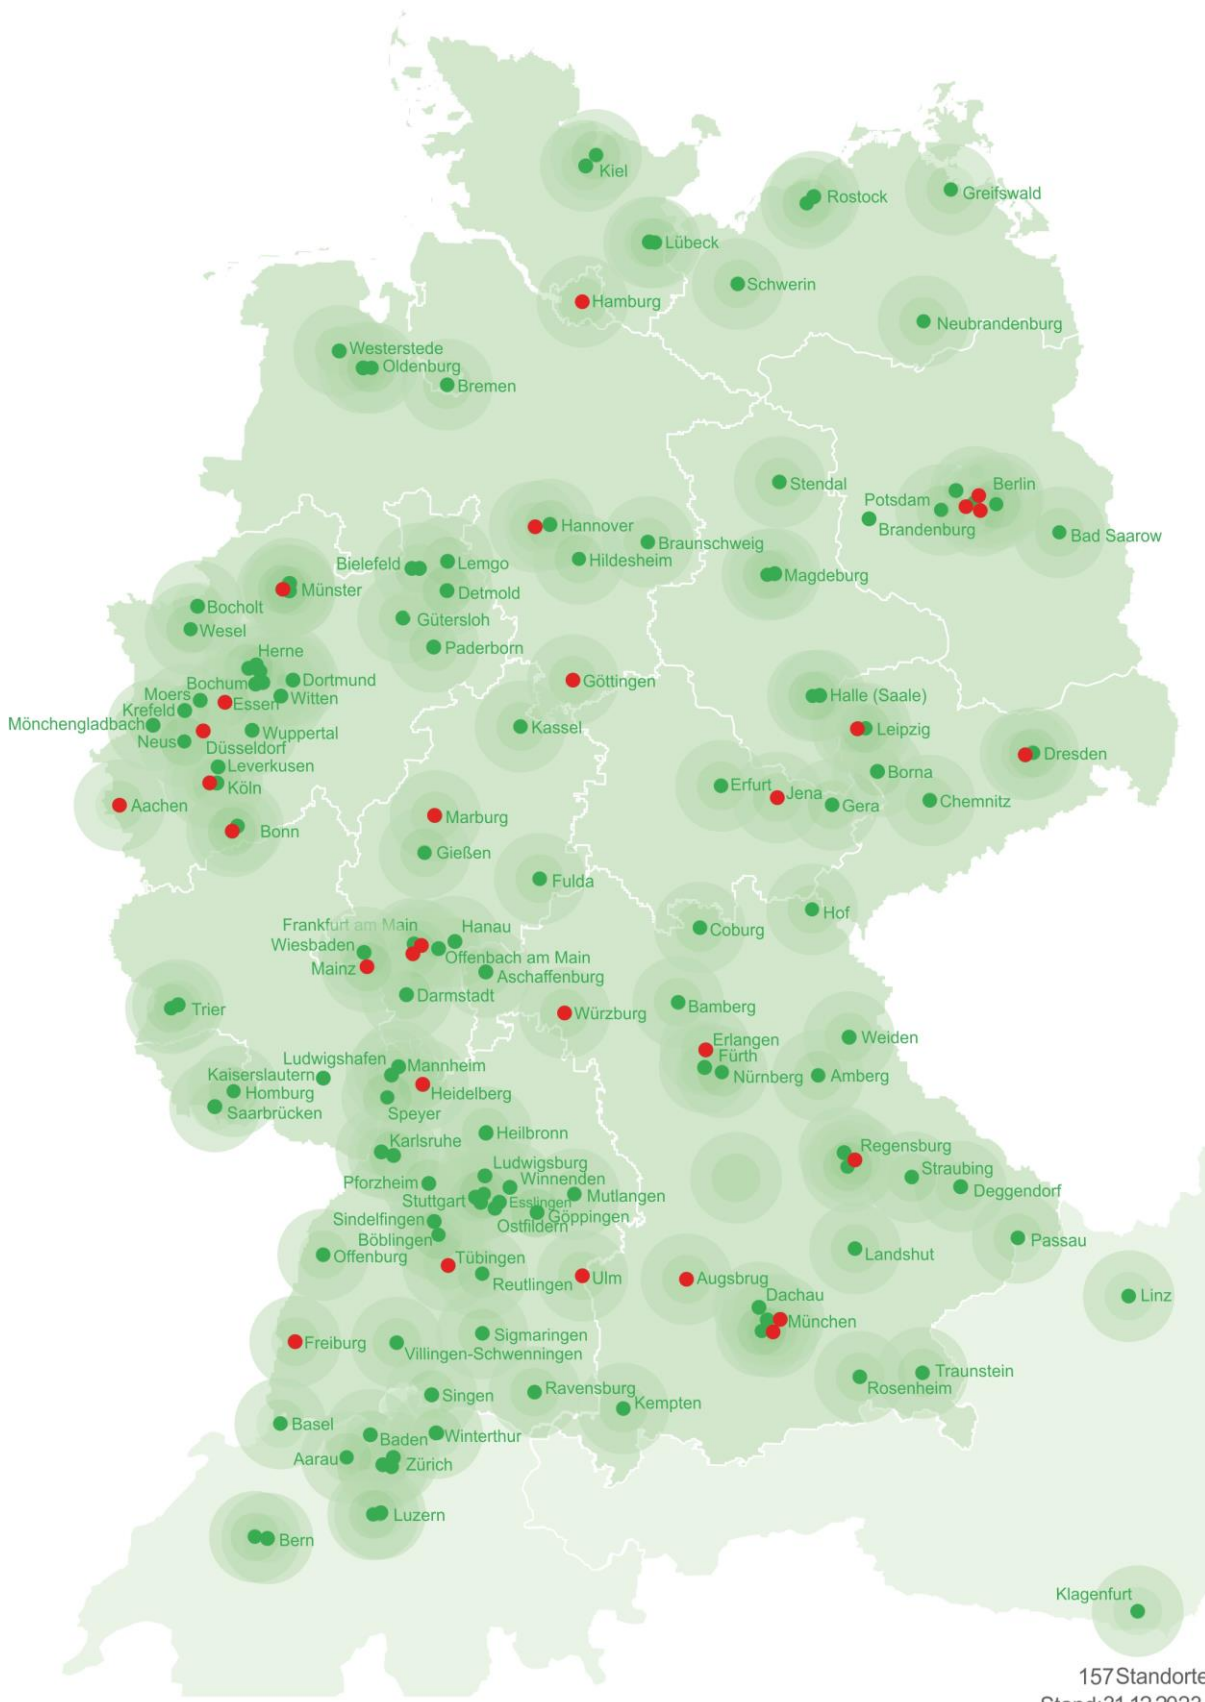 Kiel
Rostock
Greifswald
Lübeck
Schwerin
Hamburg
Neubrandenburg
Westerstede
Oldenburg
Bremen
Stendal
Berlin
Potsdam
Brandenburg
Bad Saarow
Hannover
Braunschweig
Hildesheim
Magdeburg
Bielefeld
Lemgo
Münster
Detmold
Bocholt
Gütersloh
Wesel
Paderborn
Herne
Bochum
Dortmund
Göttingen
Moers
Essen
Witten
Halle (Saale)
Krefeld
Mönchengladbach
Wuppertal
Kassel
Leipzig
Neus
Düsseldorf
Dresden
Leverkusen
Borna
Köln
Erfurt
Jena
Gera
Chemnitz
Aachen
Marburg
Bonn
Gießen
Fulda
Hof
Coburg
Frankfurt am Main
Hanau
Wiesbaden
Offenbach am Main
Mainz
Aschaffenburg
Darmstadt
Bamberg
Trier
Würzburg
Erlangen
Weiden
Fürth
Ludwigshafen
Mannheim
Nürnberg
Amberg
Kaiserslautern
Homburg
Heidelberg
Saarbrücken
Speyer
Heilbronn
Karlsruhe
Regensburg
Ludwigsburg
Straubing
Pforzheim
Winnenden
Deggendorf
Stuttgart
Esslingen
Mutlangen
Sindelfingen
Ostfildern
Göppingen
Böblingen
Passau
Offenburg
Landshut
Tübingen
Reutlingen
Ulm
Augsbrug
Linz
Dachau
München
Freiburg
Sigmaringen
Villingen-Schwenningen
Traunstein
Rosenheim
Singen
Ravensburg
Kempten
Basel
Baden
Winterthur
Aarau
Zürich
Luzern
Bern
Klagenfurt
157 Standorte
Stand: 31.12.2023